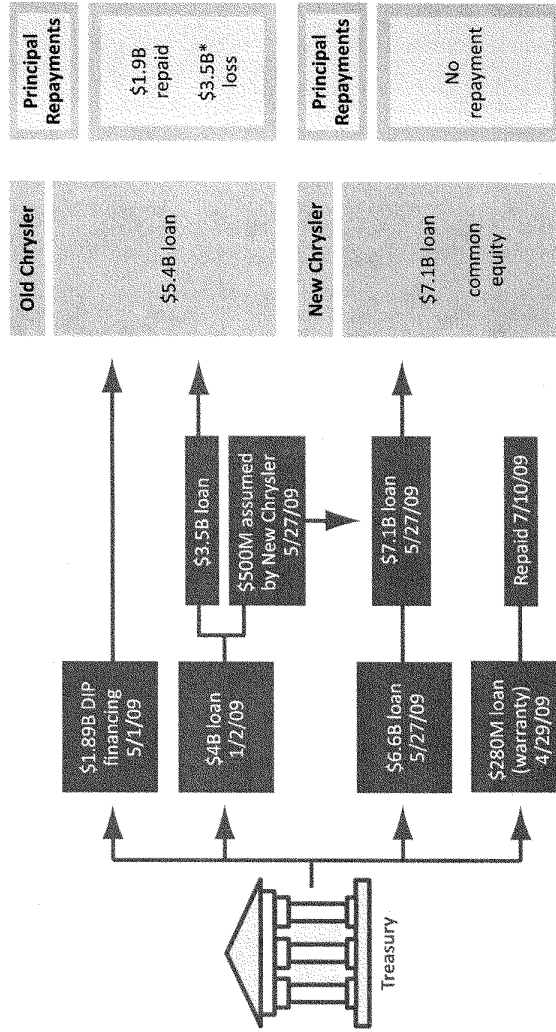 Treasury
$1.89B DIP
financing
5/1/09
$4B loan
1/2/09
$6.6B loan
5/27/09
$280M loan
(warranty)
4/29/09
$3.5B loan
$500M assumed
by New Chrysler
5/27/09
$7.1B loan
5/27/09
Repaid 7/10/09
Old Chrysler
$5.4B loan
New Chrysler
$7.1B loan
common
equity
Principal
Repayments
$1.9B
repaid
$3.5B*
loss
Principal
Repayments
No
repayment